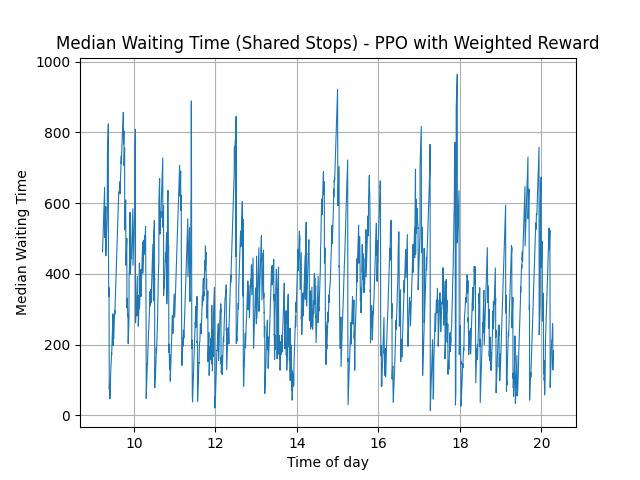 Median Waiting Time (Shared Stops) - PPO with Weighted Reward
1000
800
600
400
200
0
Median Waiting Time
10 12 14 16 18 20
Time of day